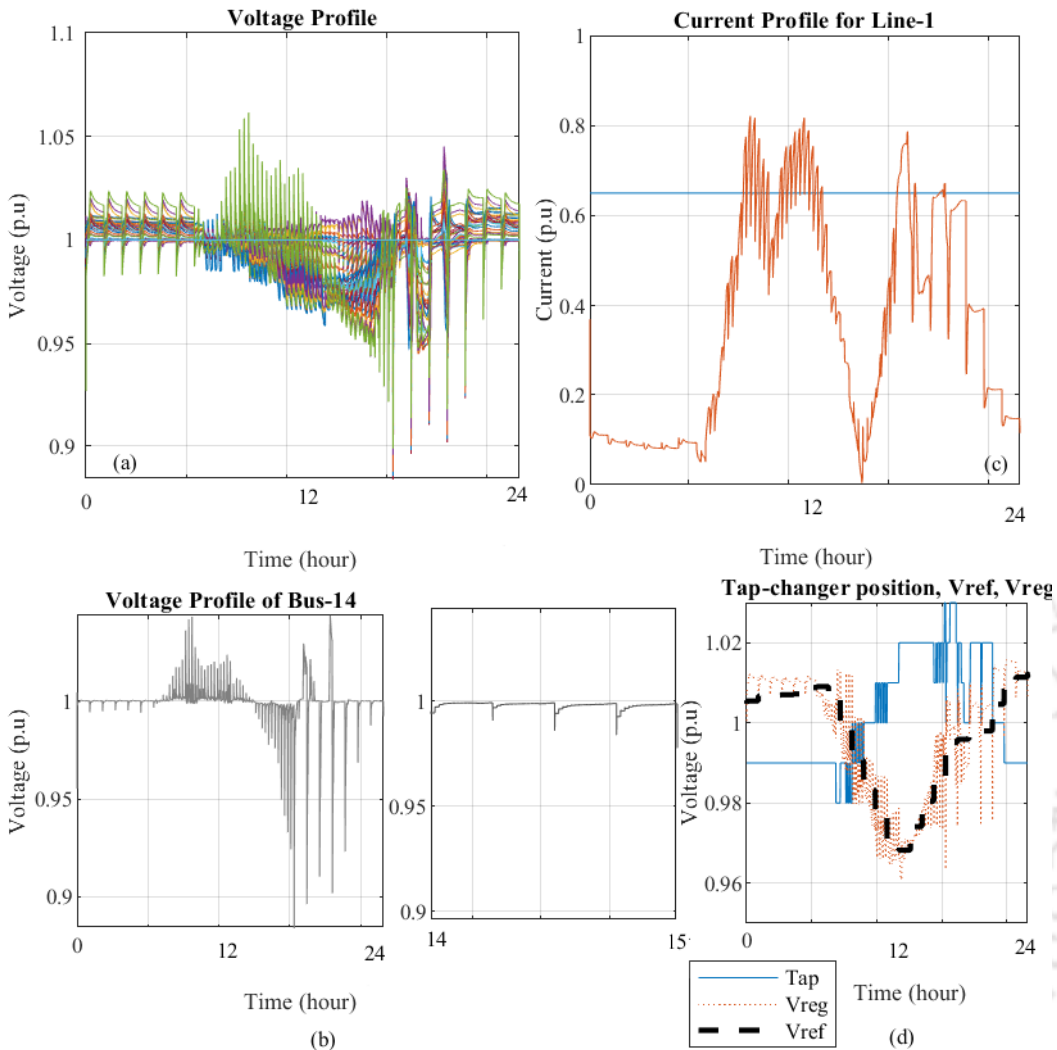 Voltage Profile
1.1
1.05
1
0.95
0.9
Voltage (p.u)
(a)
0
12
24
Time (hour)
Current Profile for Line-1
1
0.8
0.6
0.4
0.2
0
Current (p.u)
(c)
0
12
24
Time (hour)
Voltage Profile of Bus-14
1
0.95
0.9
Voltage (p.u)
0
12
24
Time (hour)
1
0.95
0.9
Voltage (p.u)
14
15
Time (hour)
(b)
Tap-changer position, Vref, Vreg
1.02
1
0.98
0.96
Voltage (p.u)
0
12
24
Time (hour)
Tap
Vreg
Vref
(d)